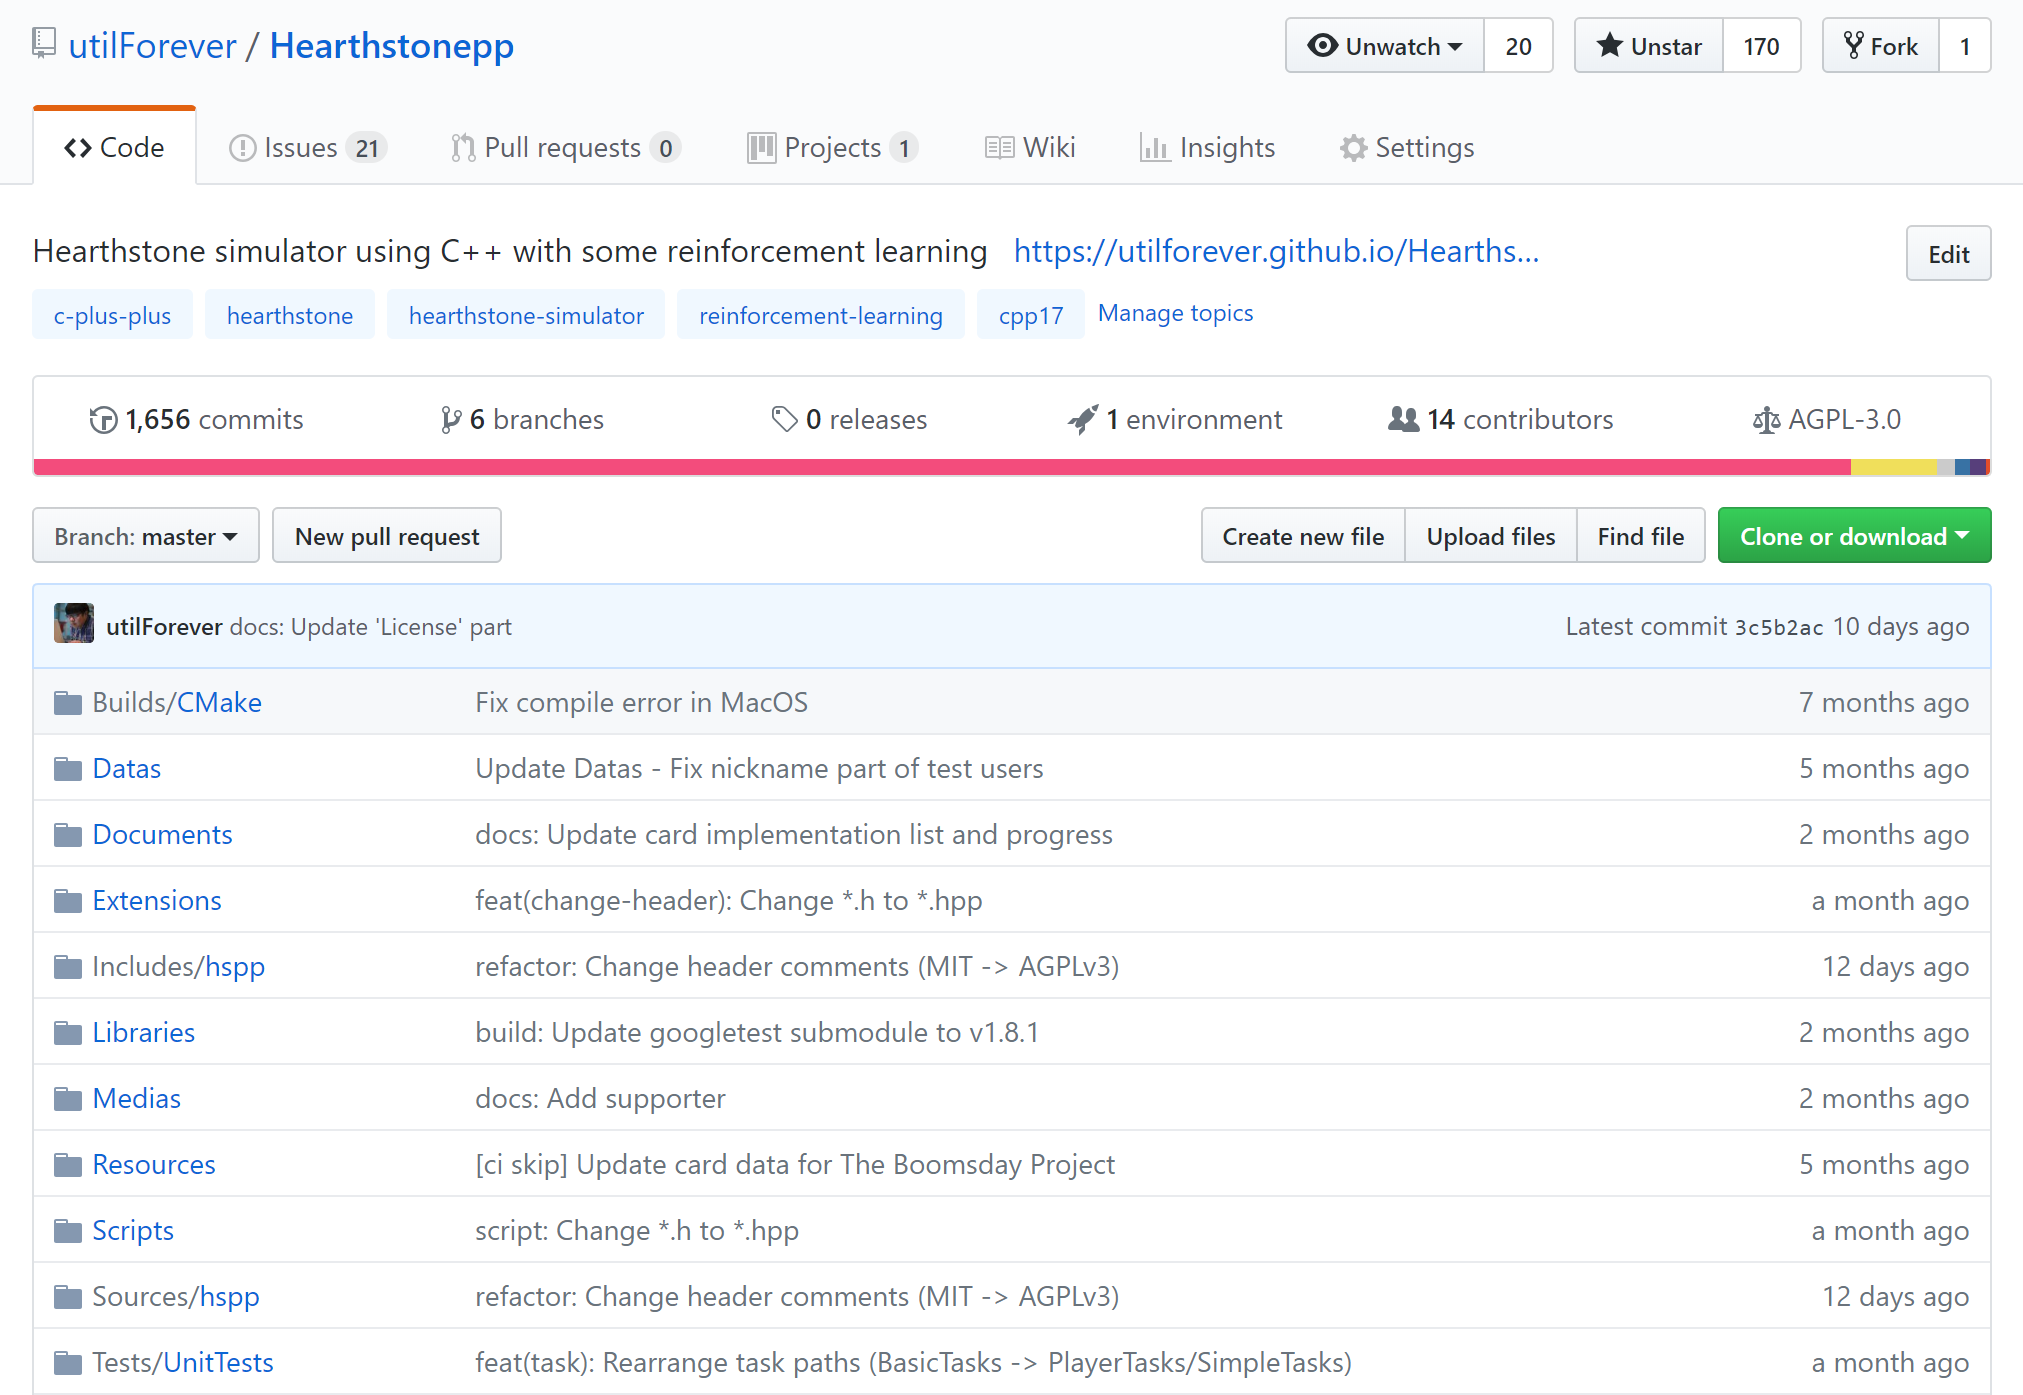 utilForever / Hearthstonepp Unwatch 20 Unstar 170 Fork 1
Code Issues 21 Pull requests 0 Projects 1 Wiki Insights Settings
Hearthstone simulator using C++ with some reinforcement learning https://utilforever.github.io/Hearths... Edit
c-plus-plus hearthstone hearthstone-simulator reinforcement-learning cpp17 Manage topics
1,656 commits 6 branches 0 releases 1 environment 14 contributors AGPL-3.0
Branch: master New pull request Create new file Upload files Find file Clone or download
utilForever docs: Update 'License' part Latest commit 3c5b2ac 10 days ago
Builds/CMake Fix compile error in MacOS 7 months ago
Datas Update Datas - Fix nickname part of test users 5 months ago
Documents docs: Update card implementation list and progress 2 months ago
Extensions feat(change-header): Change *.h to *.hpp a month ago
Includes/hspp refactor: Change header comments (MIT -> AGPLv3) 12 days ago
Libraries build: Update googletest submodule to v1.8.1 2 months ago
Medias docs: Add supporter 2 months ago
Resources [ci skip] Update card data for The Boomsday Project 5 months ago
Scripts script: Change *.h to *.hpp a month ago
Sources/hspp refactor: Change header comments (MIT -> AGPLv3) 12 days ago
Tests/UnitTests feat(task): Rearrange task paths (BasicTasks -> PlayerTasks/SimpleTasks) a month ago